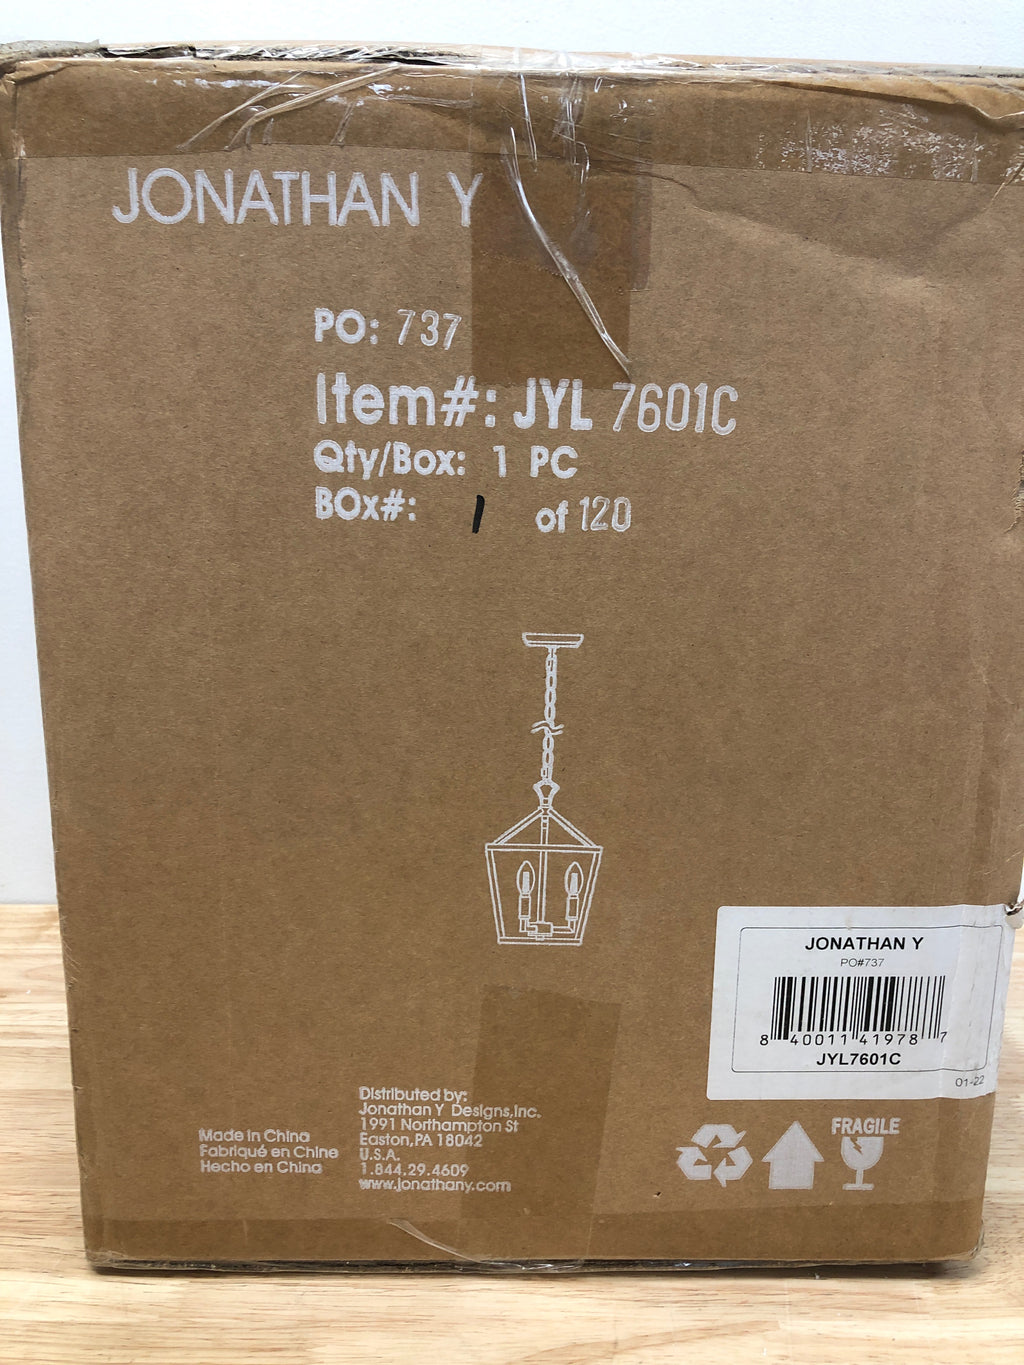 JONATHAN Y
PO: 737
Item#: JYL 7601C
Qty/Box: 1 PC
BOx#: 1 of 120
JONATHAN Y
PO#737
8 40011 41978 7
JYL7601C
01-22
Distributed by:
Jonathan Y Designs,Inc.
1991 Northampton St
Easton,PA 18042
U.S.A.
1.844.29.4609
www.jonathany.com
Made in China
Fabriqué en Chine
Hecho en China
FRAGILE